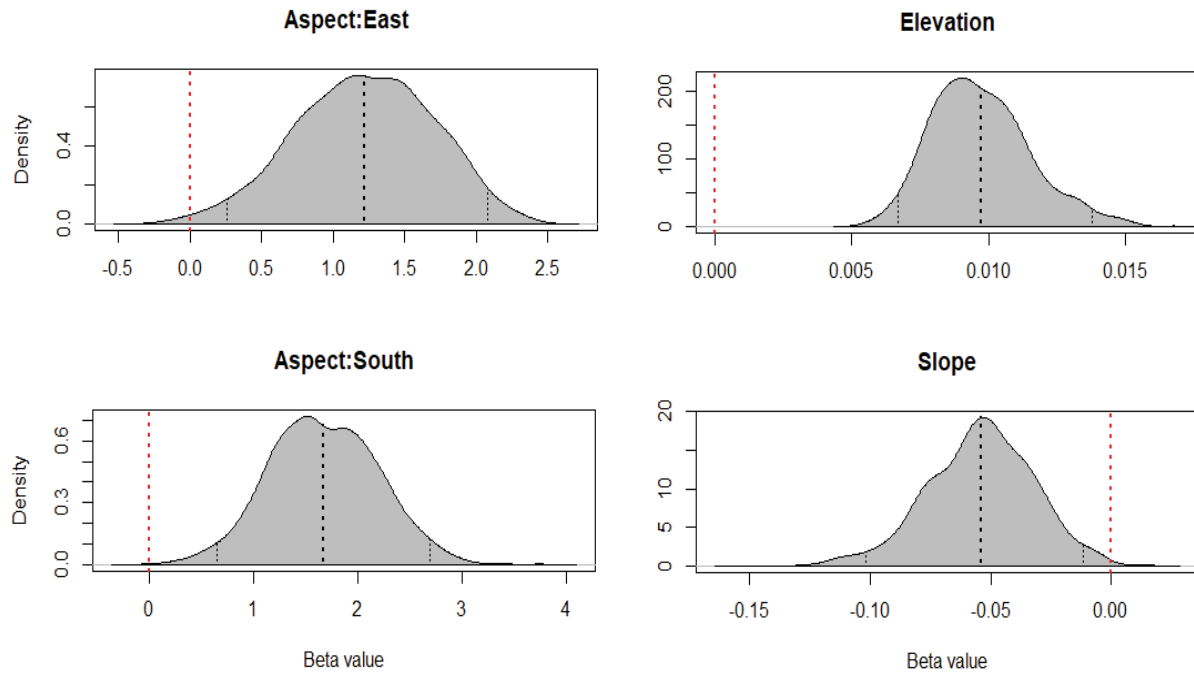 Aspect:East
Density
0.0 0.4
-0.5 0.0 0.5 1.0 1.5 2.0 2.5
Elevation
0 100 200
0.000 0.005 0.010 0.015
Aspect:South
Density
0.0 0.3 0.6
0 1 2 3 4
Beta value
Slope
0 5 10 20
-0.15 -0.10 -0.05 0.00
Beta value